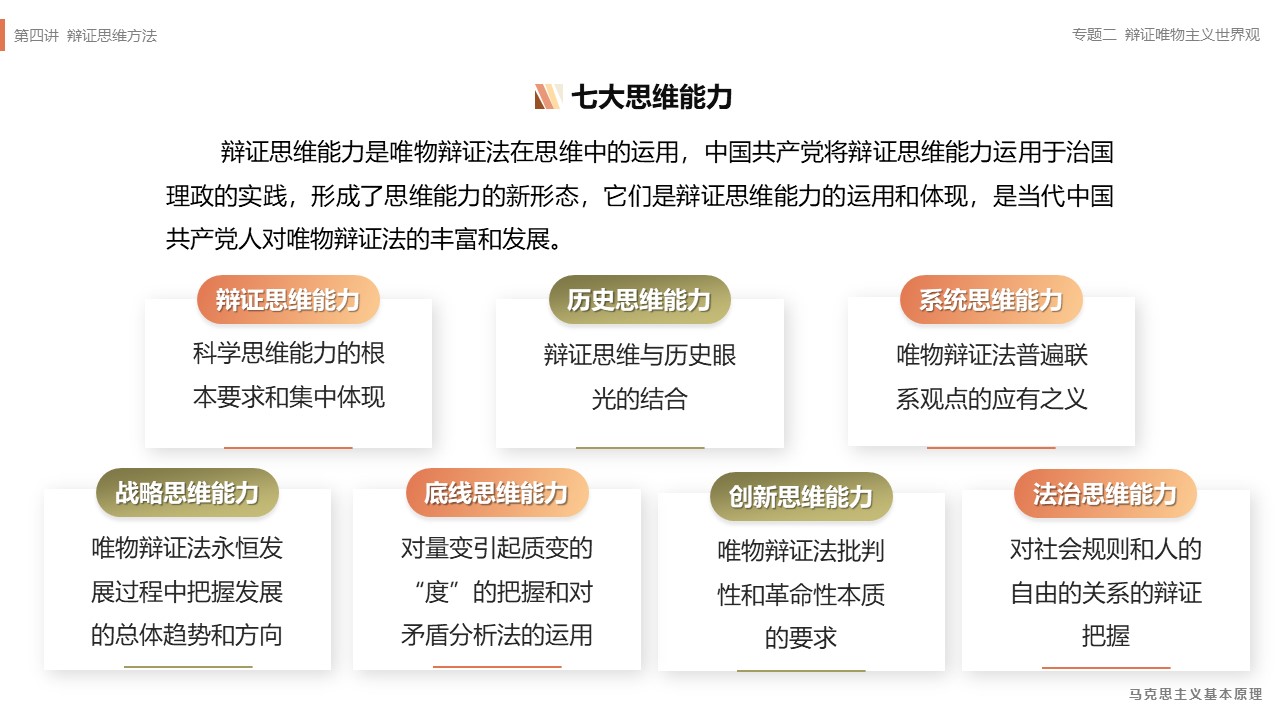 第四讲 辩证思维方法
专题二 辩证唯物主义世界观
七大思维能力
辩证思维能力是唯物辩证法在思维中的运用，中国共产党将辩证思维能力运用于治国
理政的实践，形成了思维能力的新形态，它们是辩证思维能力的运用和体现，是当代中国
共产党人对唯物辩证法的丰富和发展。
辩证思维能力
科学思维能力的根
本要求和集中体现
历史思维能力
辩证思维与历史眼
光的结合
系统思维能力
唯物辩证法普遍联
系观点的应有之义
战略思维能力
唯物辩证法永恒发
展过程中把握发展
的总体趋势和方向
底线思维能力
对量变引起质变的
“度”的把握和对
矛盾分析法的运用
创新思维能力
唯物辩证法批判
性和革命性本质
的要求
法治思维能力
对社会规则和人的
自由的关系的辩证
把握
马克思主义基本原理